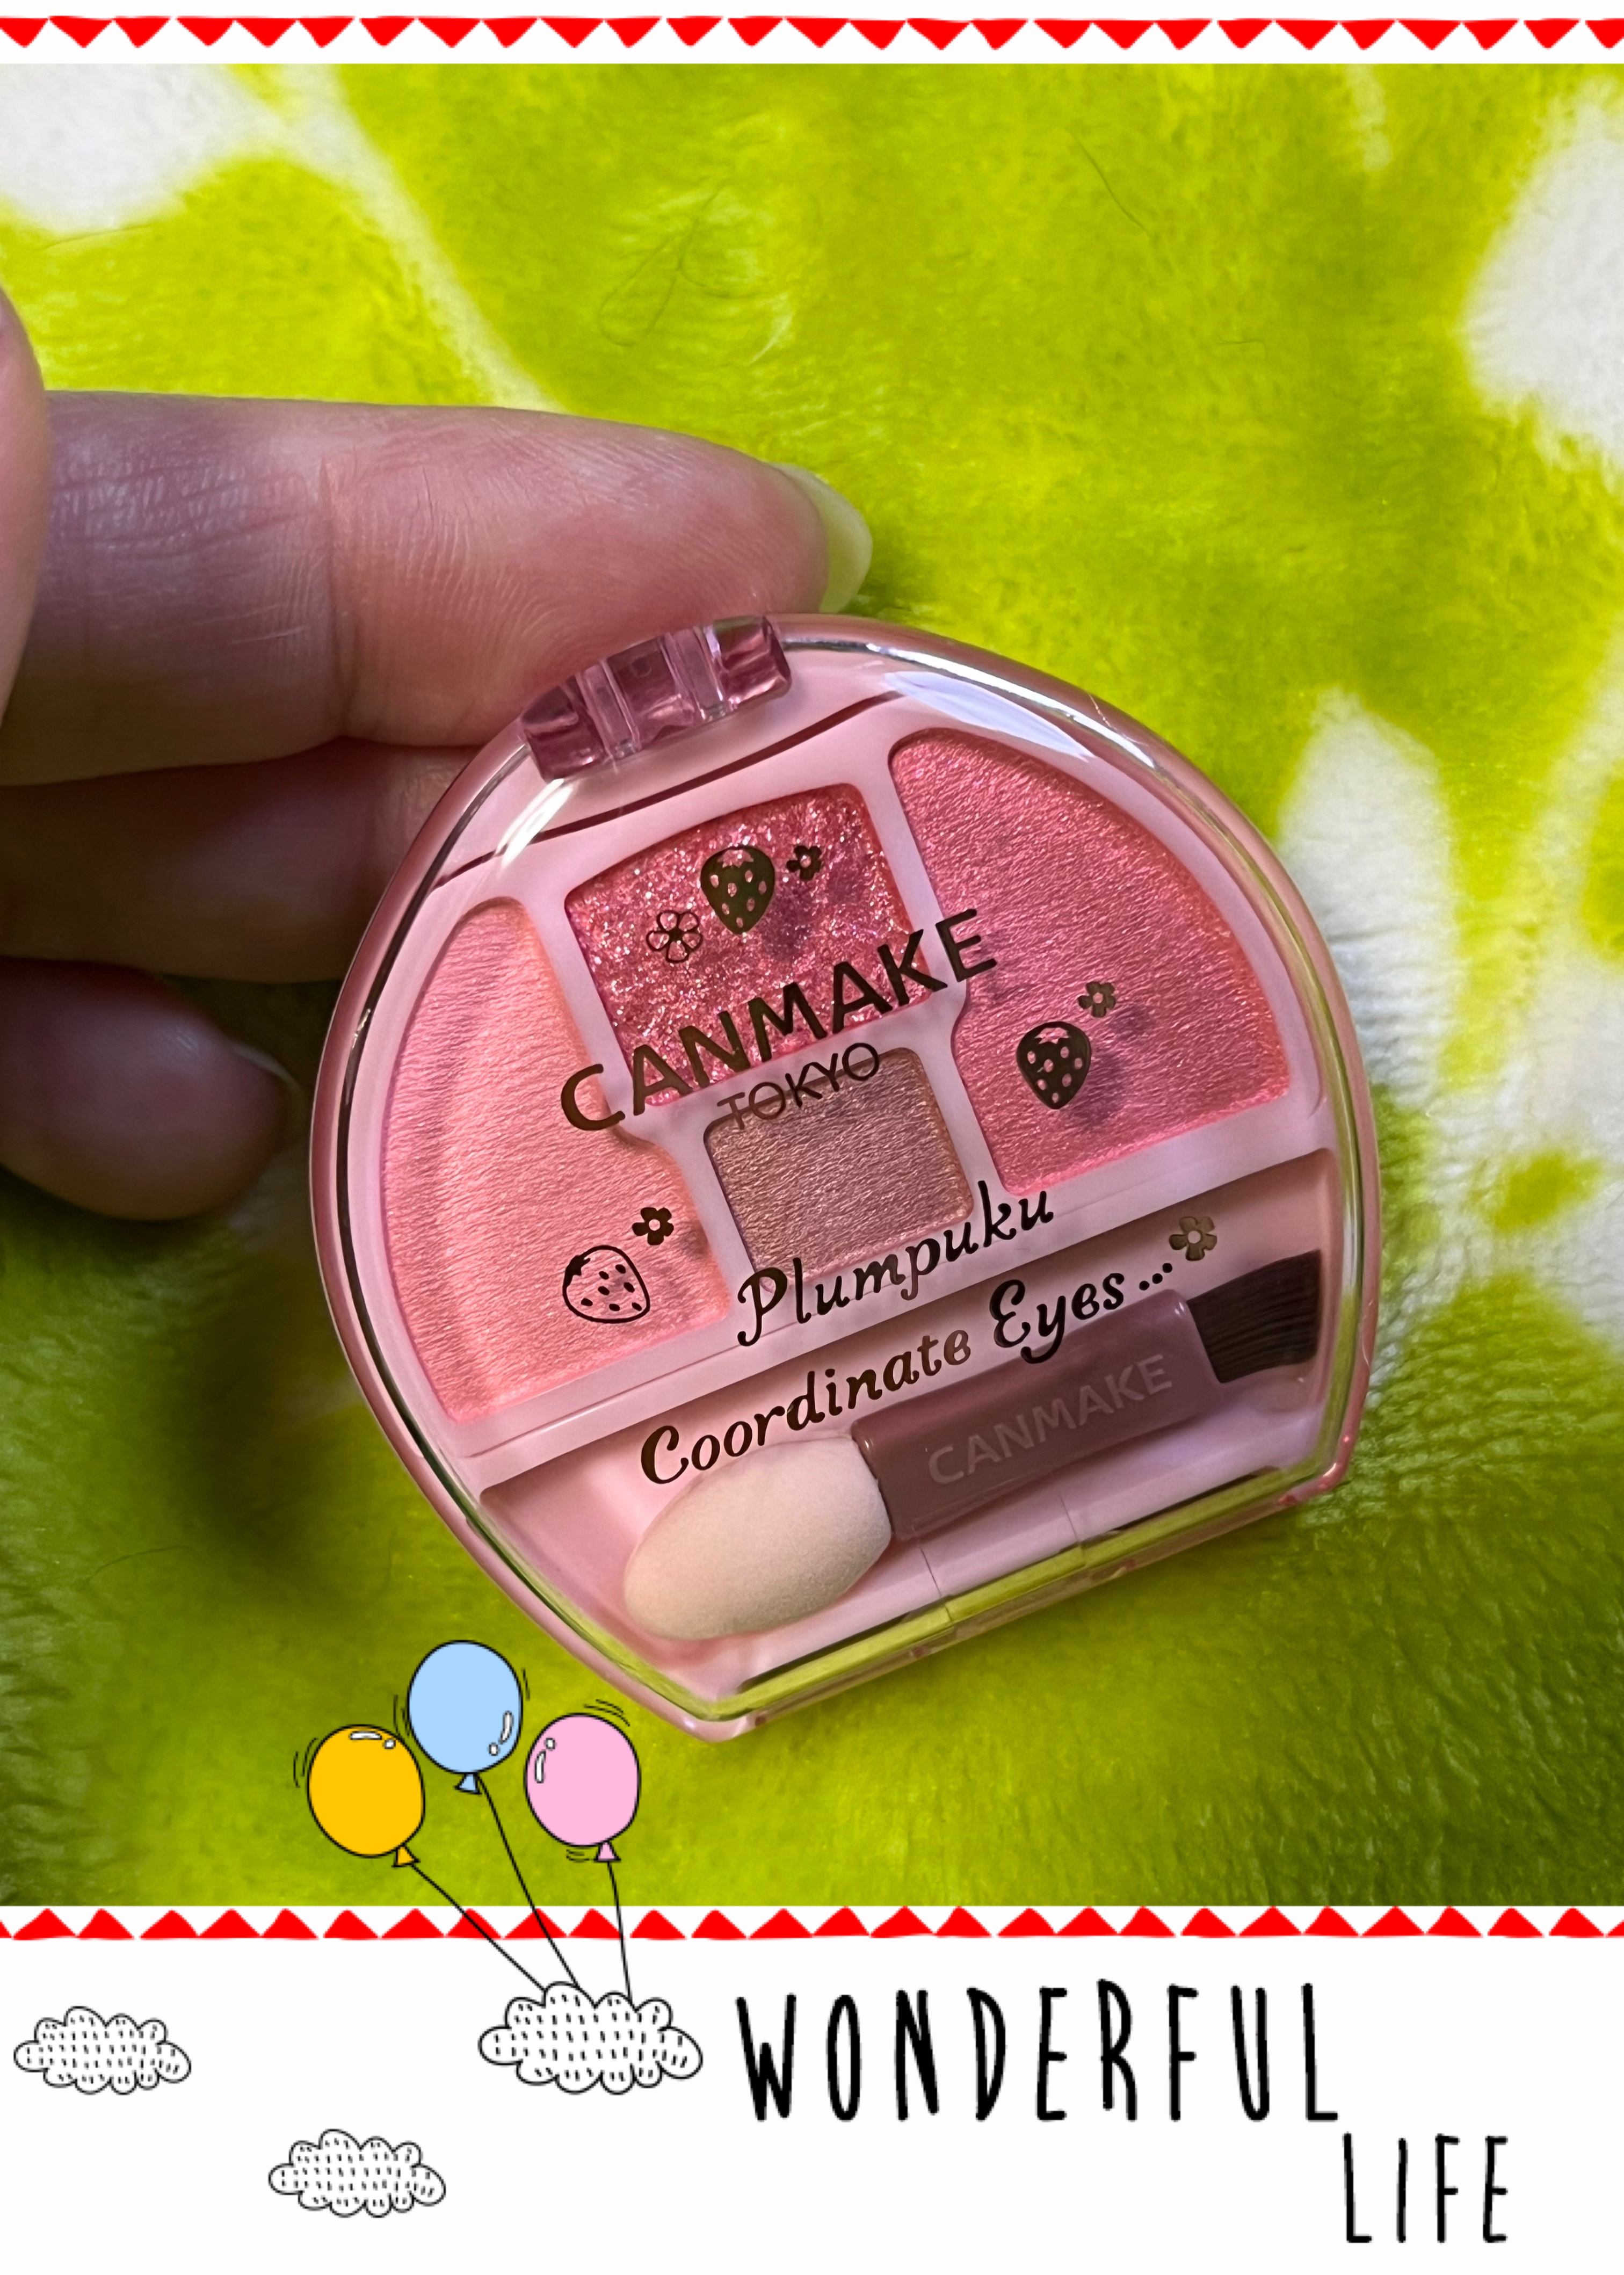 CANMAKE
TOKYO
Plumpuku
Coordinate Eyes...
CANMAKE
WONDERFUL
LIFE